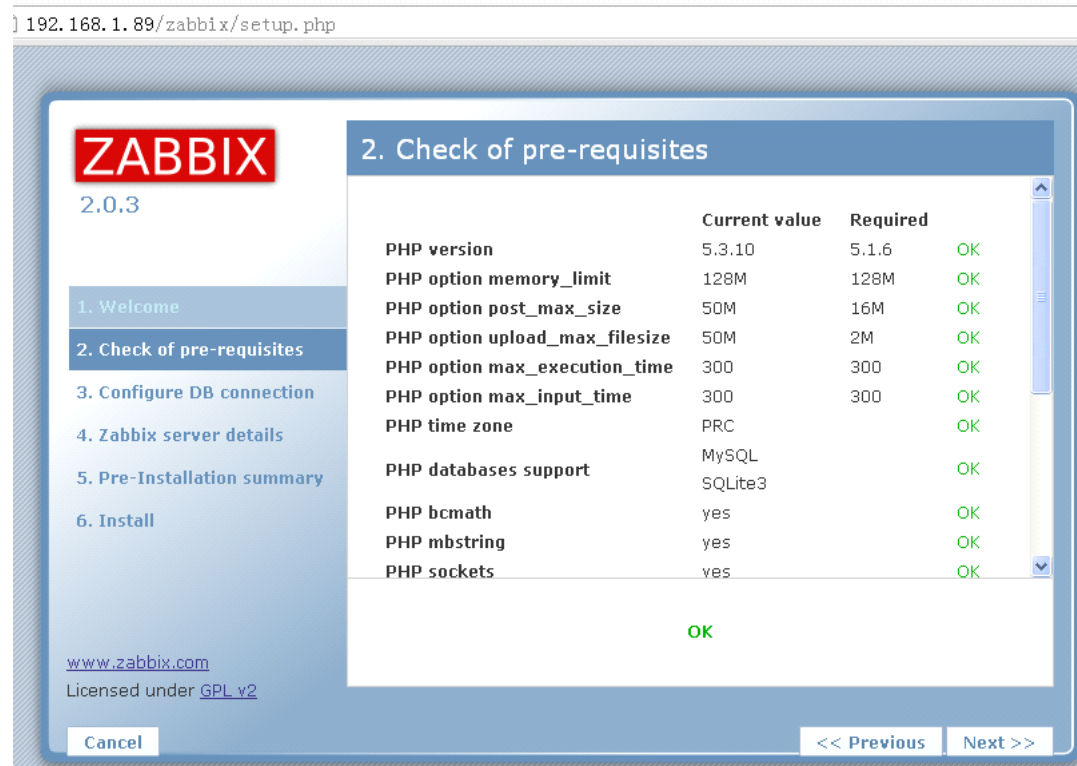 192.168.1.89/zabbix/setup.php
ZABBIX
2.0.3
1. Welcome
2. Check of pre-requisites
3. Configure DB connection
4. Zabbix server details
5. Pre-Installation summary
6. Install
www.zabbix.com
Licensed under GPL v2
2. Check of pre-requisites
Current value Required
PHP version 5.3.10 5.1.6 OK
PHP option memory_limit 128M 128M OK
PHP option post_max_size 50M 16M OK
PHP option upload_max_filesize 50M 2M OK
PHP option max_execution_time 300 300 OK
PHP option max_input_time 300 300 OK
PHP time zone PRC OK
PHP databases support MySQL
SQLite3 OK
PHP bcmath yes OK
PHP mbstring yes OK
PHP sockets yes OK
OK
Cancel << Previous Next >>